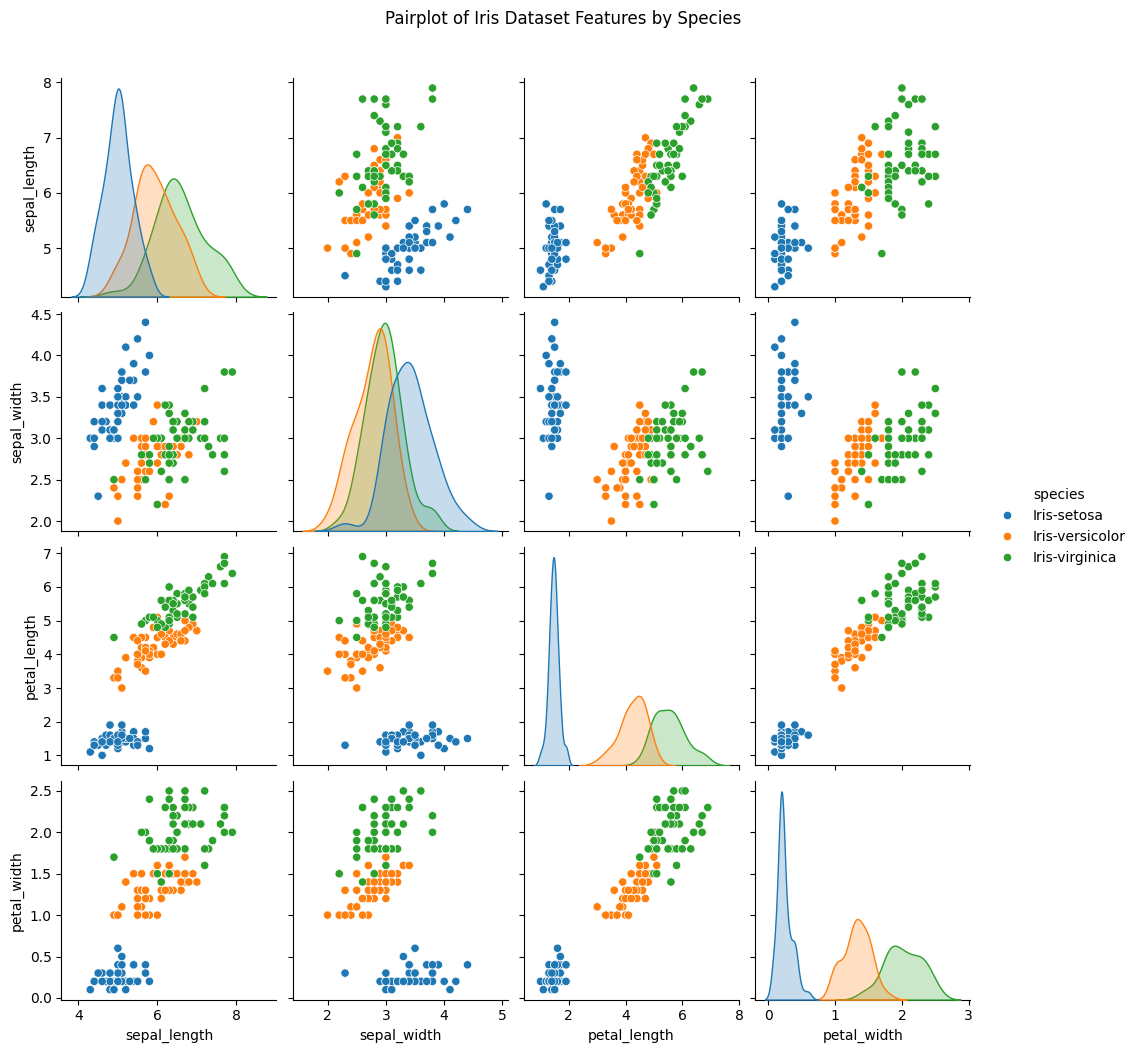 Pairplot of Iris Dataset Features by Species
8
7
6
5
sepal_length
4.5
4.0
3.5
3.0
2.5
2.0
sepal_width
species
Iris-setosa
Iris-versicolor
Iris-virginica
7
6
5
4
3
2
1
petal_length
2.5
2.0
1.5
1.0
0.5
0.0
petal_width
4 6 8
2 3 4 5
2 4 6 8
0 1 2 3
sepal_length sepal_width petal_length petal_width